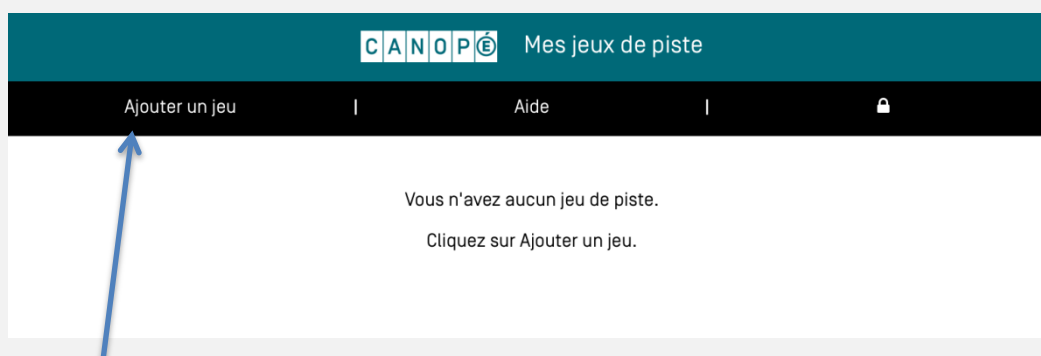 CANOPÉ Mes jeux de piste
Ajouter un jeu | Aide |
Vous n'avez aucun jeu de piste.
Cliquez sur Ajouter un jeu.